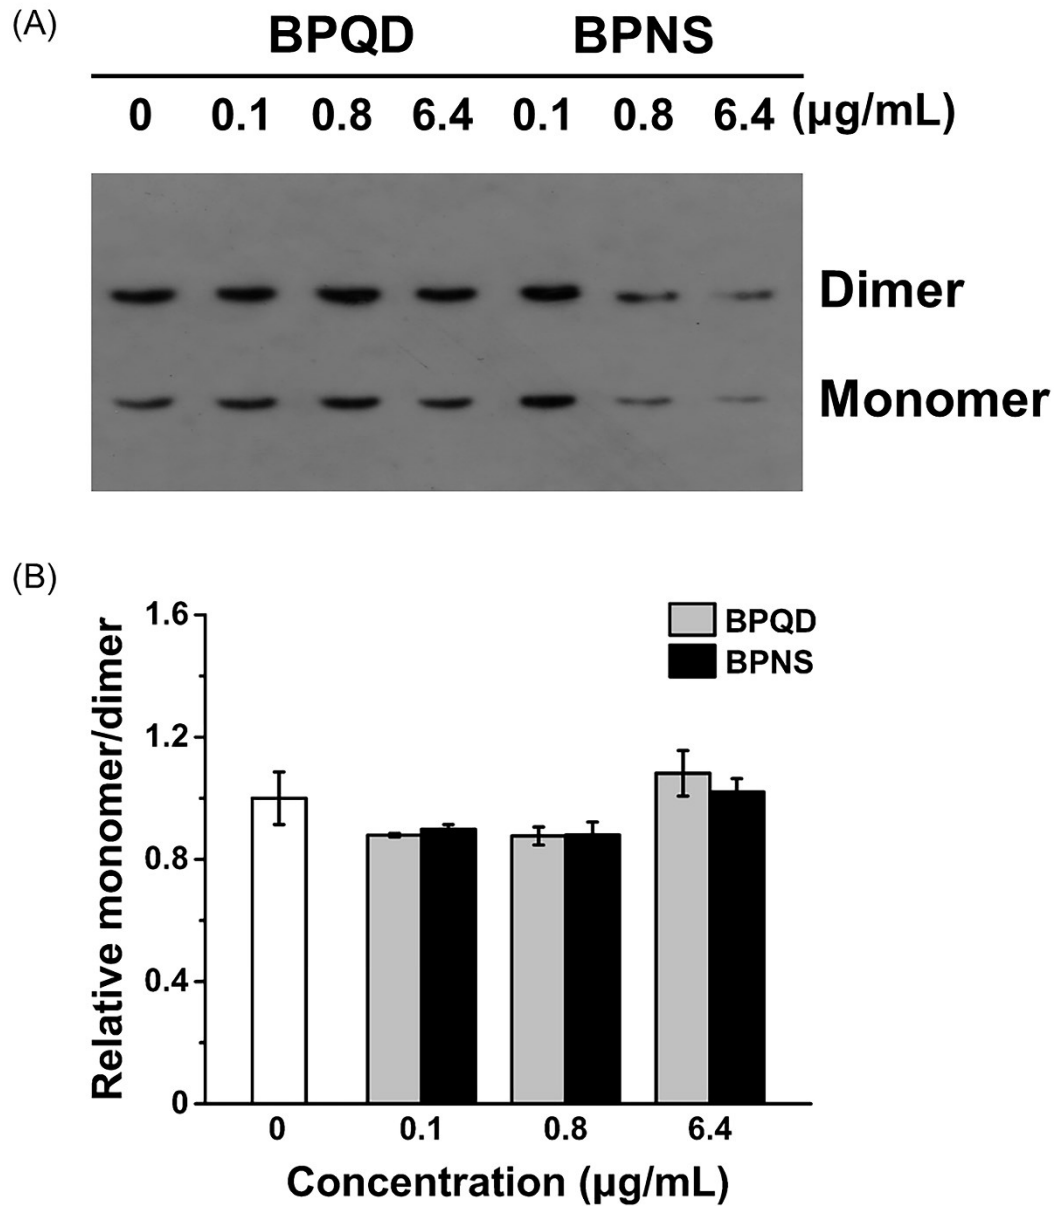 (A)
BPQD BPNS
0 0.1 0.8 6.4 0.1 0.8 6.4 (µg/mL)
Dimer
Monomer
(B)
Relative monomer/dimer
1.6
1.2
0.8
0.4
0
BPQD
BPNS
0 0.1 0.8 6.4
Concentration (µg/mL)